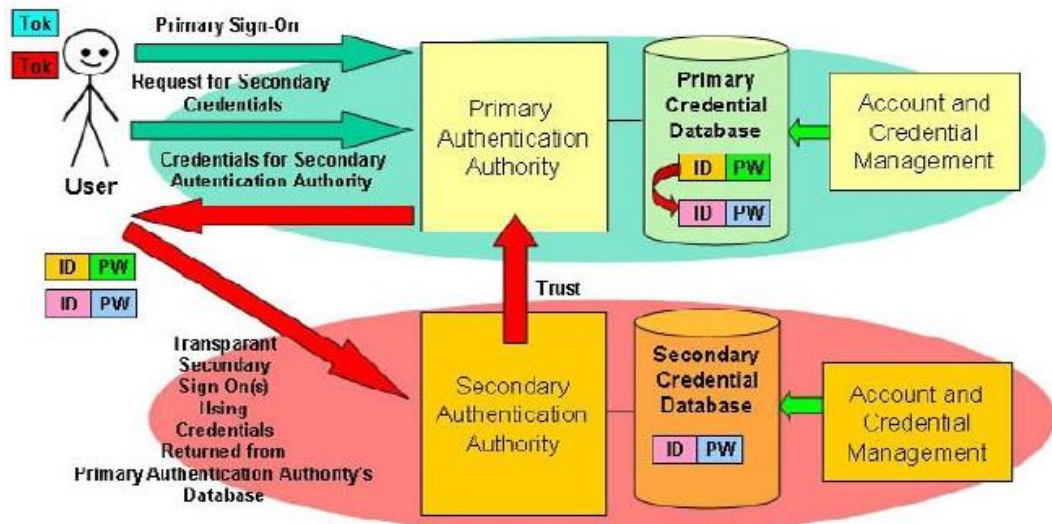 Tok
Tok
User
Primary Sign-On
Request for Secondary
Credentials
Credentials for Secondary
Autentication Authority
Primary
Authentication
Authority
Primary
Credential
Database
ID PW
ID PW
Account and
Credential
Management
ID PW
ID PW
Trust
Transparant
Secondary
Sign On(s)
Using
Credentials
Returned from
Primary Authentication Authority's
Database
Secondary
Authentication
Authority
Secondary
Credential
Database
ID PW
Account and
Credential
Management